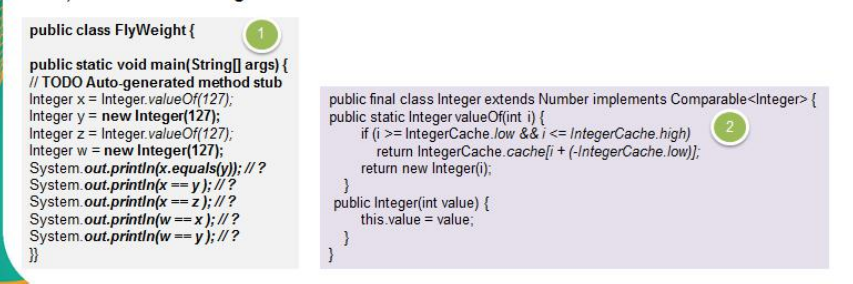 public class FlyWeight {
1
public static void main(String[] args) {
// TODO Auto-generated method stub
Integer x = Integer.valueOf(127);
Integer y = new Integer(127);
Integer z = Integer.valueOf(127);
Integer w = new Integer(127);
System.out.println(x.equals(y)); // ?
System.out.println(x == y ); // ?
System.out.println(x == z ); // ?
System.out.println(w == x ); // ?
System.out.println(w == y ); // ?
}}
public final class Integer extends Number implements Comparable<Integer> {
public static Integer valueOf(int i) {
2
if (i >= IntegerCache.low && i <= IntegerCache.high)
return IntegerCache.cache[i + (-IntegerCache.low)];
return new Integer(i);
}
public Integer(int value) {
this.value = value;
}
}